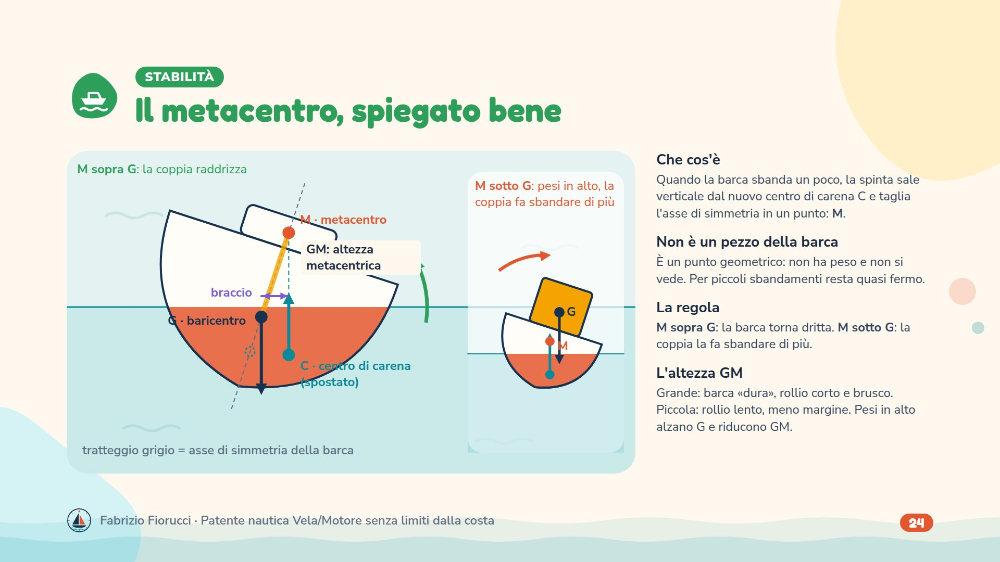 STABILITÀ
Il metacentro, spiegato bene
M sopra G: la coppia raddrizza
M · metacentro
GM: altezza
metacentrica
braccio
G · baricentro
C · centro di carena
(spostato)
tratteggio grigio = asse di simmetria della barca
M sotto G: pesi in alto, la
coppia fa sbandare di più
G
M
Che cos'è
Quando la barca sbanda un poco, la spinta sale
verticale dal nuovo centro di carena C e taglia
l'asse di simmetria in un punto: M.
Non è un pezzo della barca
È un punto geometrico: non ha peso e non si
vede. Per piccoli sbandamenti resta quasi fermo.
La regola
M sopra G: la barca torna dritta. M sotto G: la
coppia la fa sbandare di più.
L'altezza GM
Grande: barca «dura», rollio corto e brusco.
Piccola: rollio lento, meno margine. Pesi in alto
alzano G e riducono GM.
Fabrizio Fiorucci · Patente nautica Vela/Motore senza limiti dalla costa
24